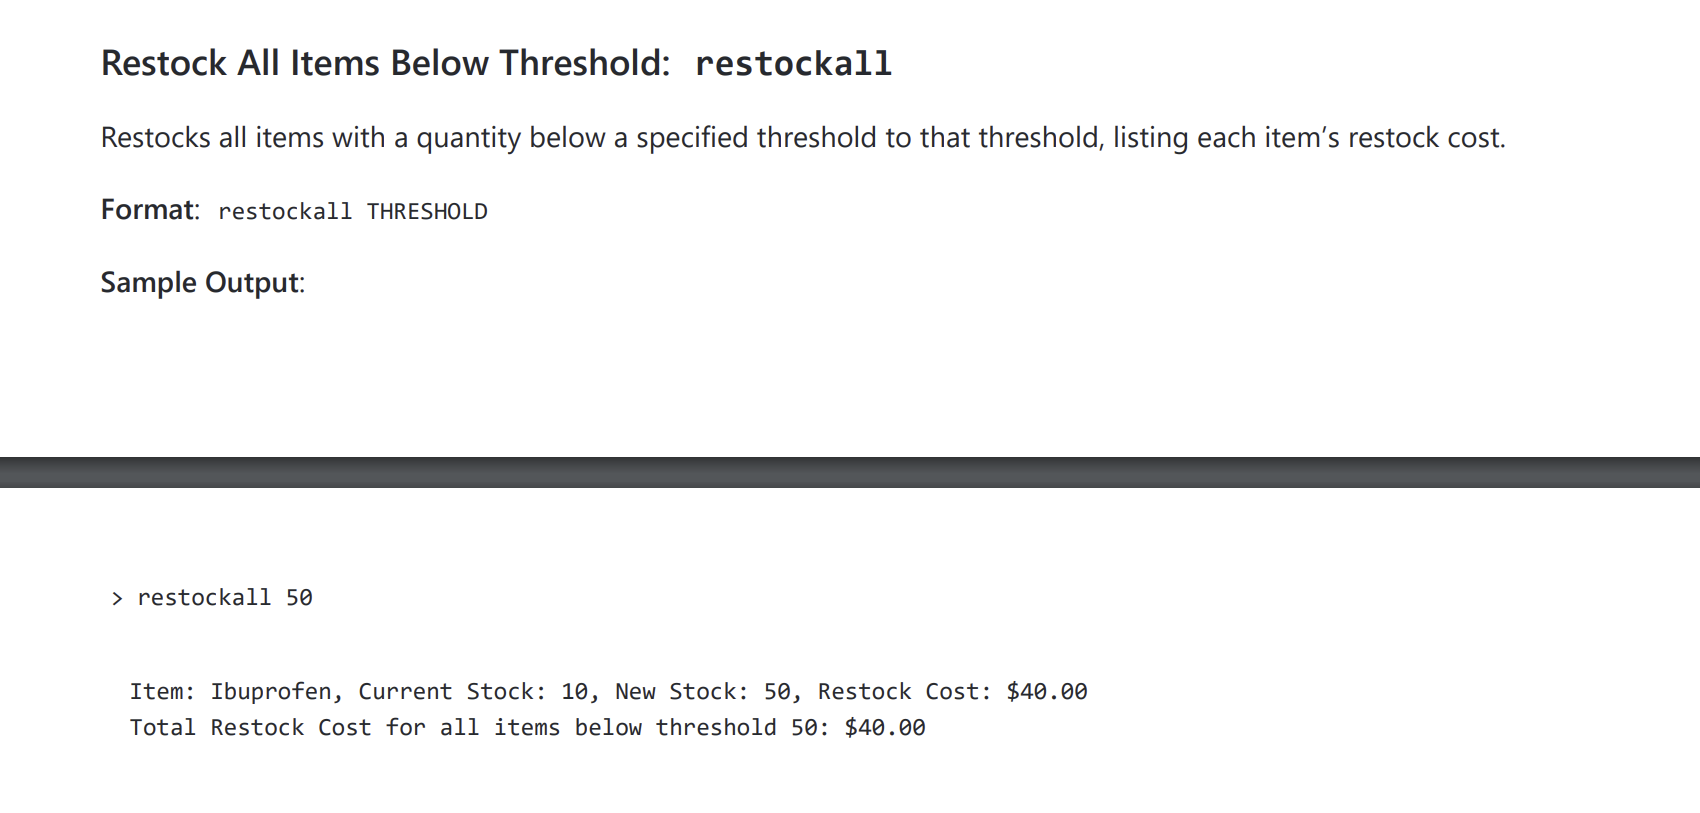 Restock All Items Below Threshold: restockall
Restocks all items with a quantity below a specified threshold to that threshold, listing each item’s restock cost.
Format: restockall THRESHOLD
Sample Output:
> restockall 50
Item: Ibuprofen, Current Stock: 10, New Stock: 50, Restock Cost: $40.00
Total Restock Cost for all items below threshold 50: $40.00